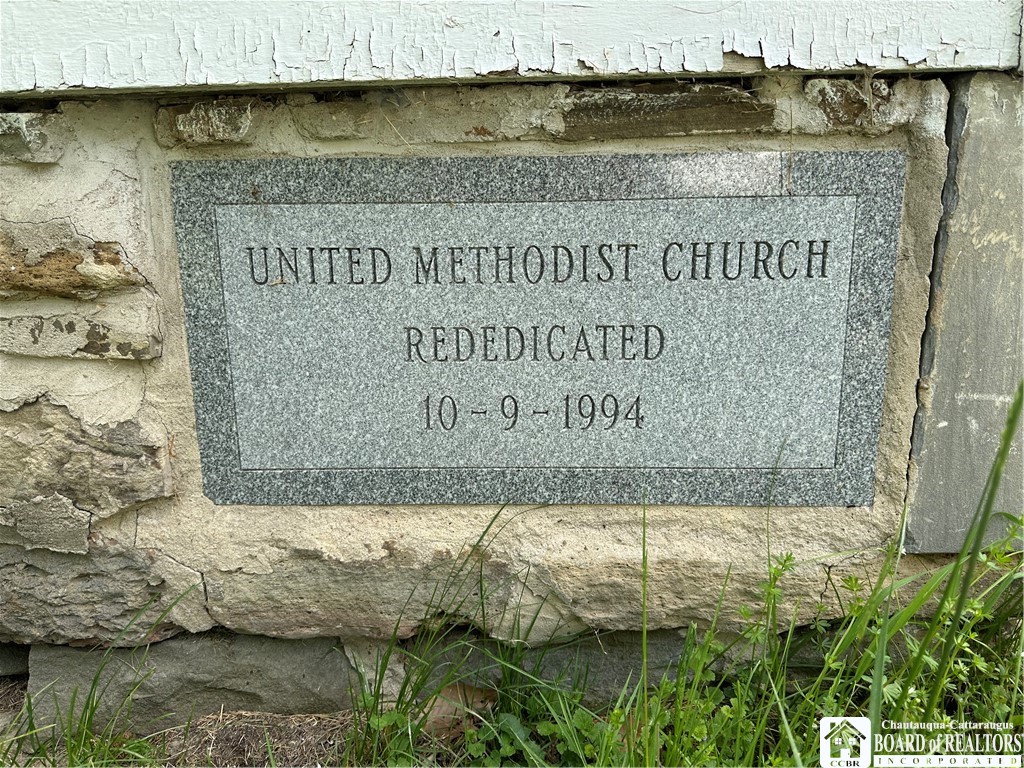 UNITED METHODIST CHURCH
REDEDICATED
10-9-1994
Chautauqua-Cattaraugus
BOARD of REALTORS
INCORPORATED
CCBR